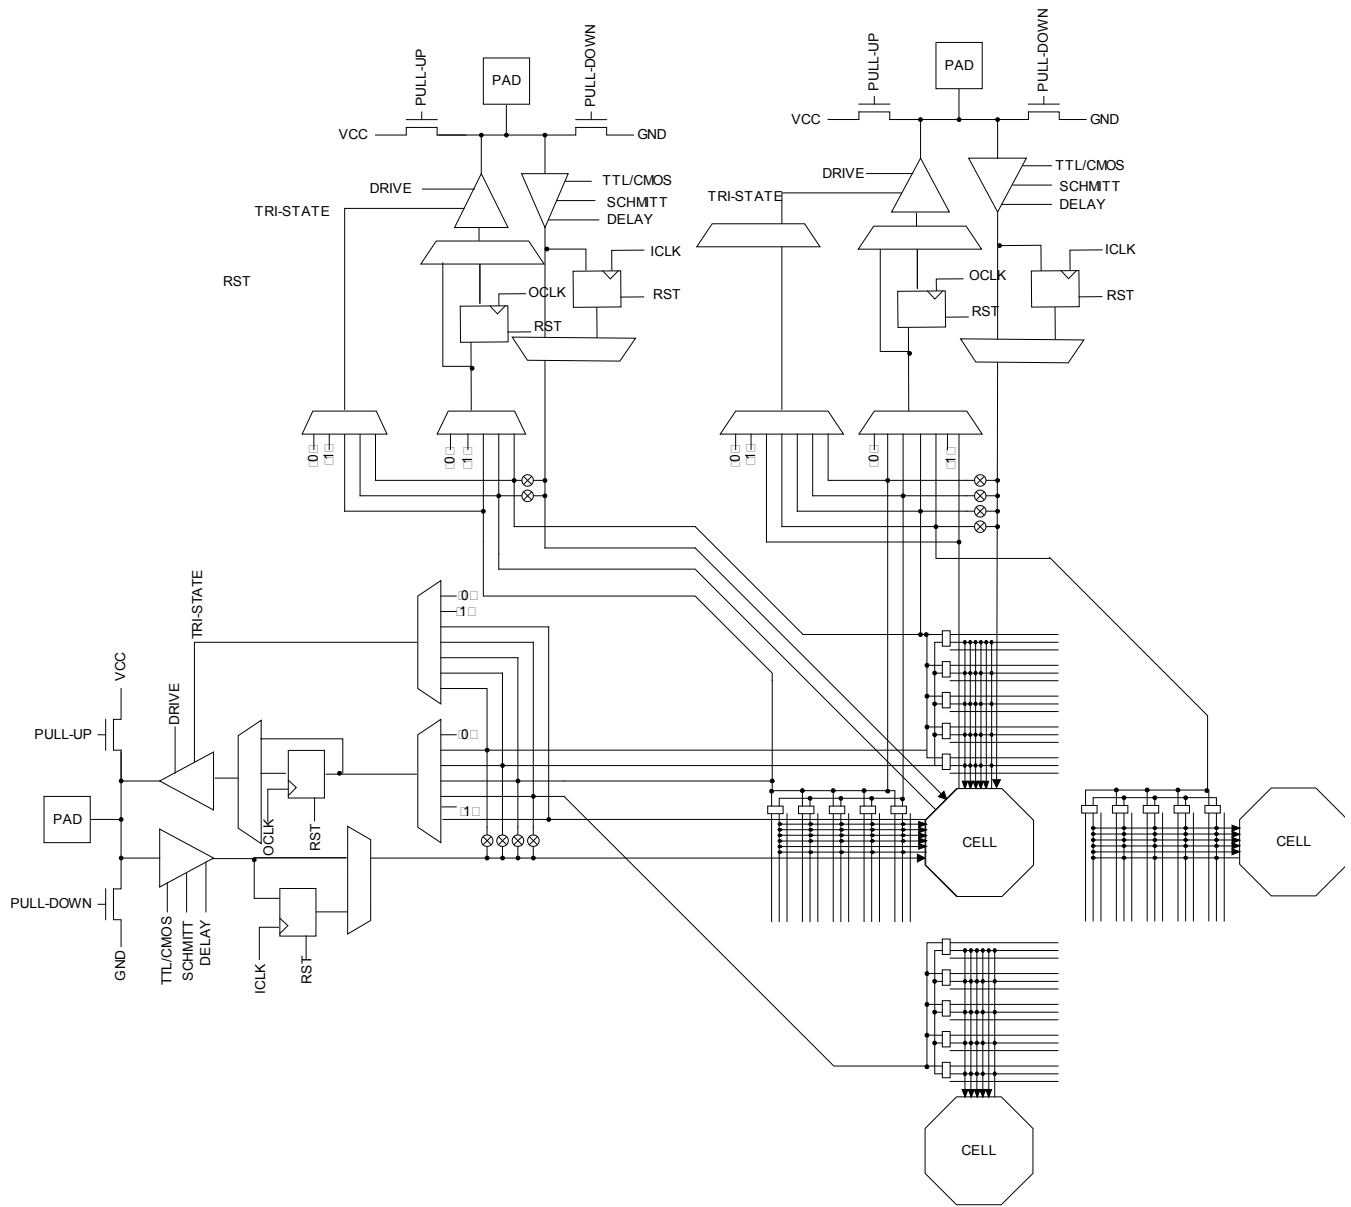 PULL-UP
PAD
PULL-DOWN
VCC
GND
DRIVE
TRI-STATE
TTL/CMOS
SCHMITT
DELAY
RST
ICLK
OCLK
RST
RST
"0"
"1"
"0"
"1"
PULL-UP
PAD
PULL-DOWN
VCC
GND
DRIVE
TRI-STATE
TTL/CMOS
SCHMITT
DELAY
ICLK
OCLK
RST
RST
"0"
"1"
"0"
"1"
TRI-STATE
DRIVE
VCC
PULL-UP
PAD
PULL-DOWN
GND
"0"
"1"
"0"
"1"
OCLK
RST
TTL/CMOS
SCHMITT
DELAY
ICLK
RST
CELL
CELL
CELL